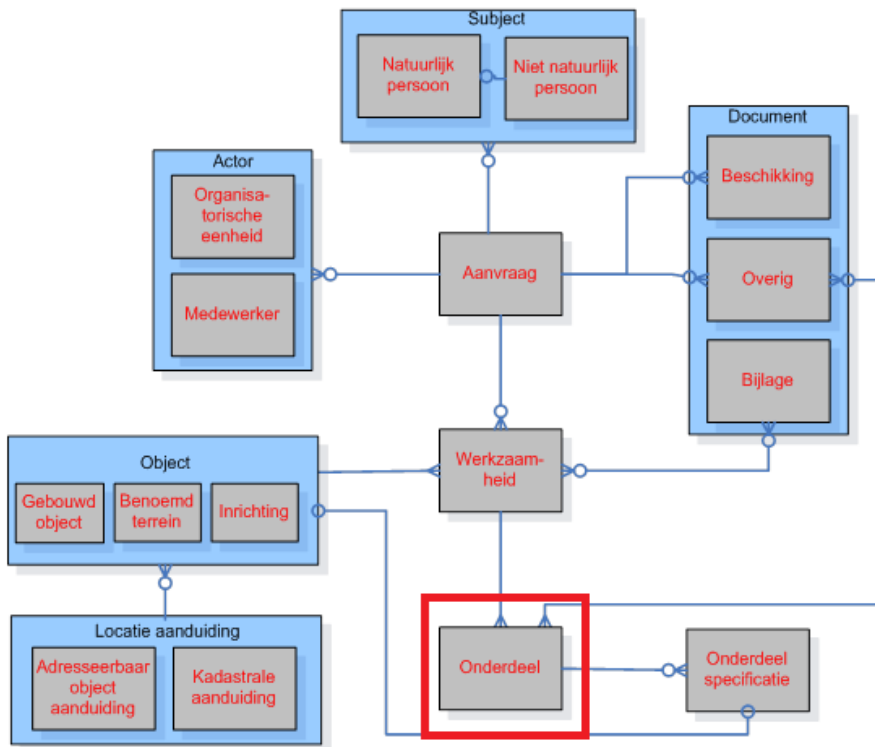 Subject
Natuurlijk
persoon
Niet natuurlijk
persoon
Actor
Organisa-
torische
eenheid
Medewerker
Aanvraag
Document
Beschikking
Overig
Bijlage
Object
Gebouwd
object
Benoemd
terrein
Inrichting
Werkzaam-
heid
Locatie aanduiding
Adresseerbaar
object
aanduiding
Kadastrale
aanduiding
Onderdeel
Onderdeel
specificatie